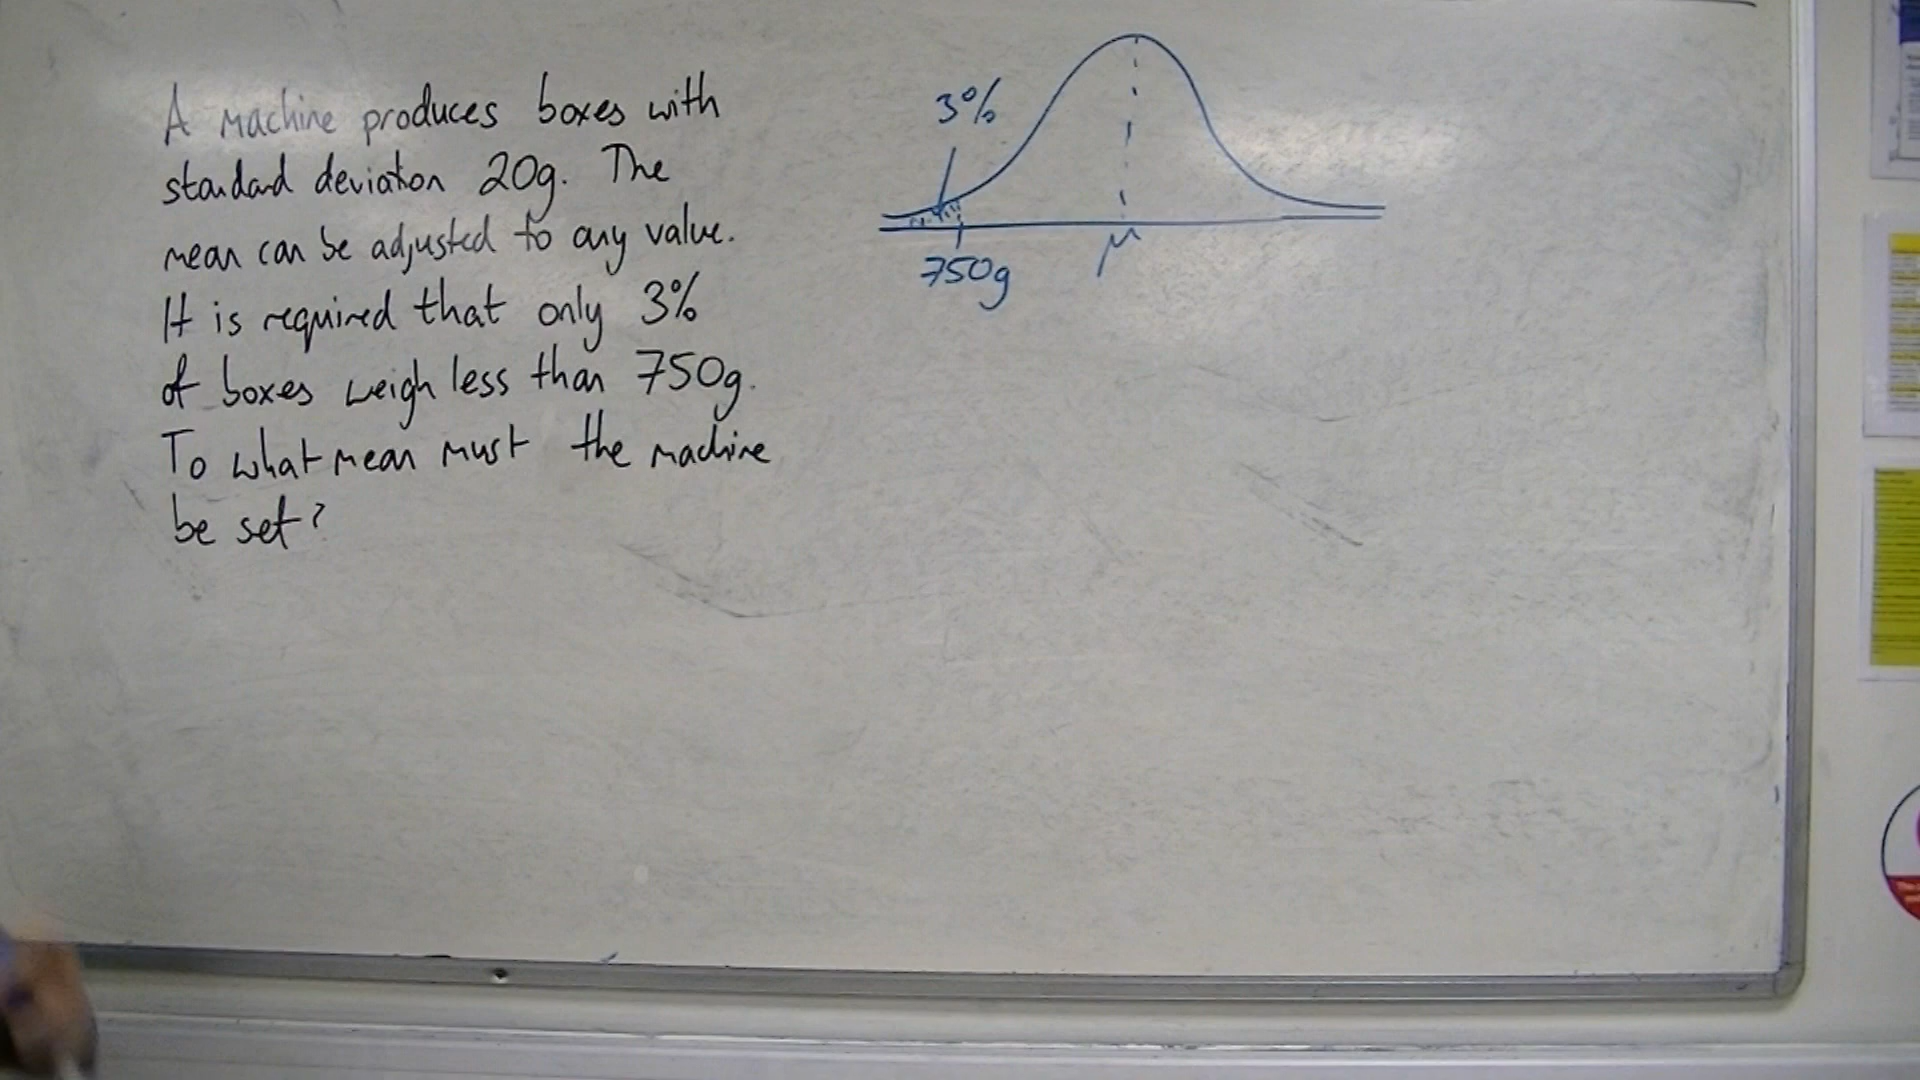 A machine produces boxes with
standard deviation 20g. The
mean can be adjusted to any value.
It is required that only 3%
of boxes weigh less than 750g.
To what mean must the machine
be set?
3%
750g
μ